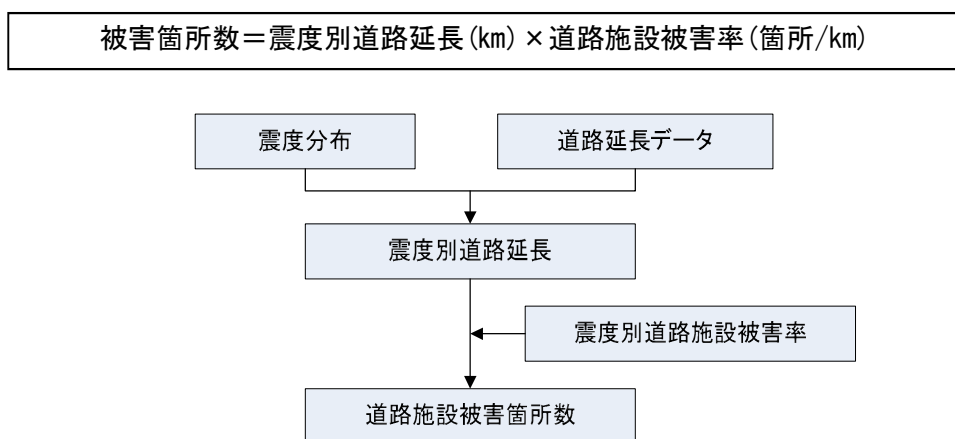 被害箇所数＝震度別道路延長(㎞)×道路施設被害率(箇所/㎞)
震度分布
道路延長データ
震度別道路延長
震度別道路施設被害率
道路施設被害箇所数